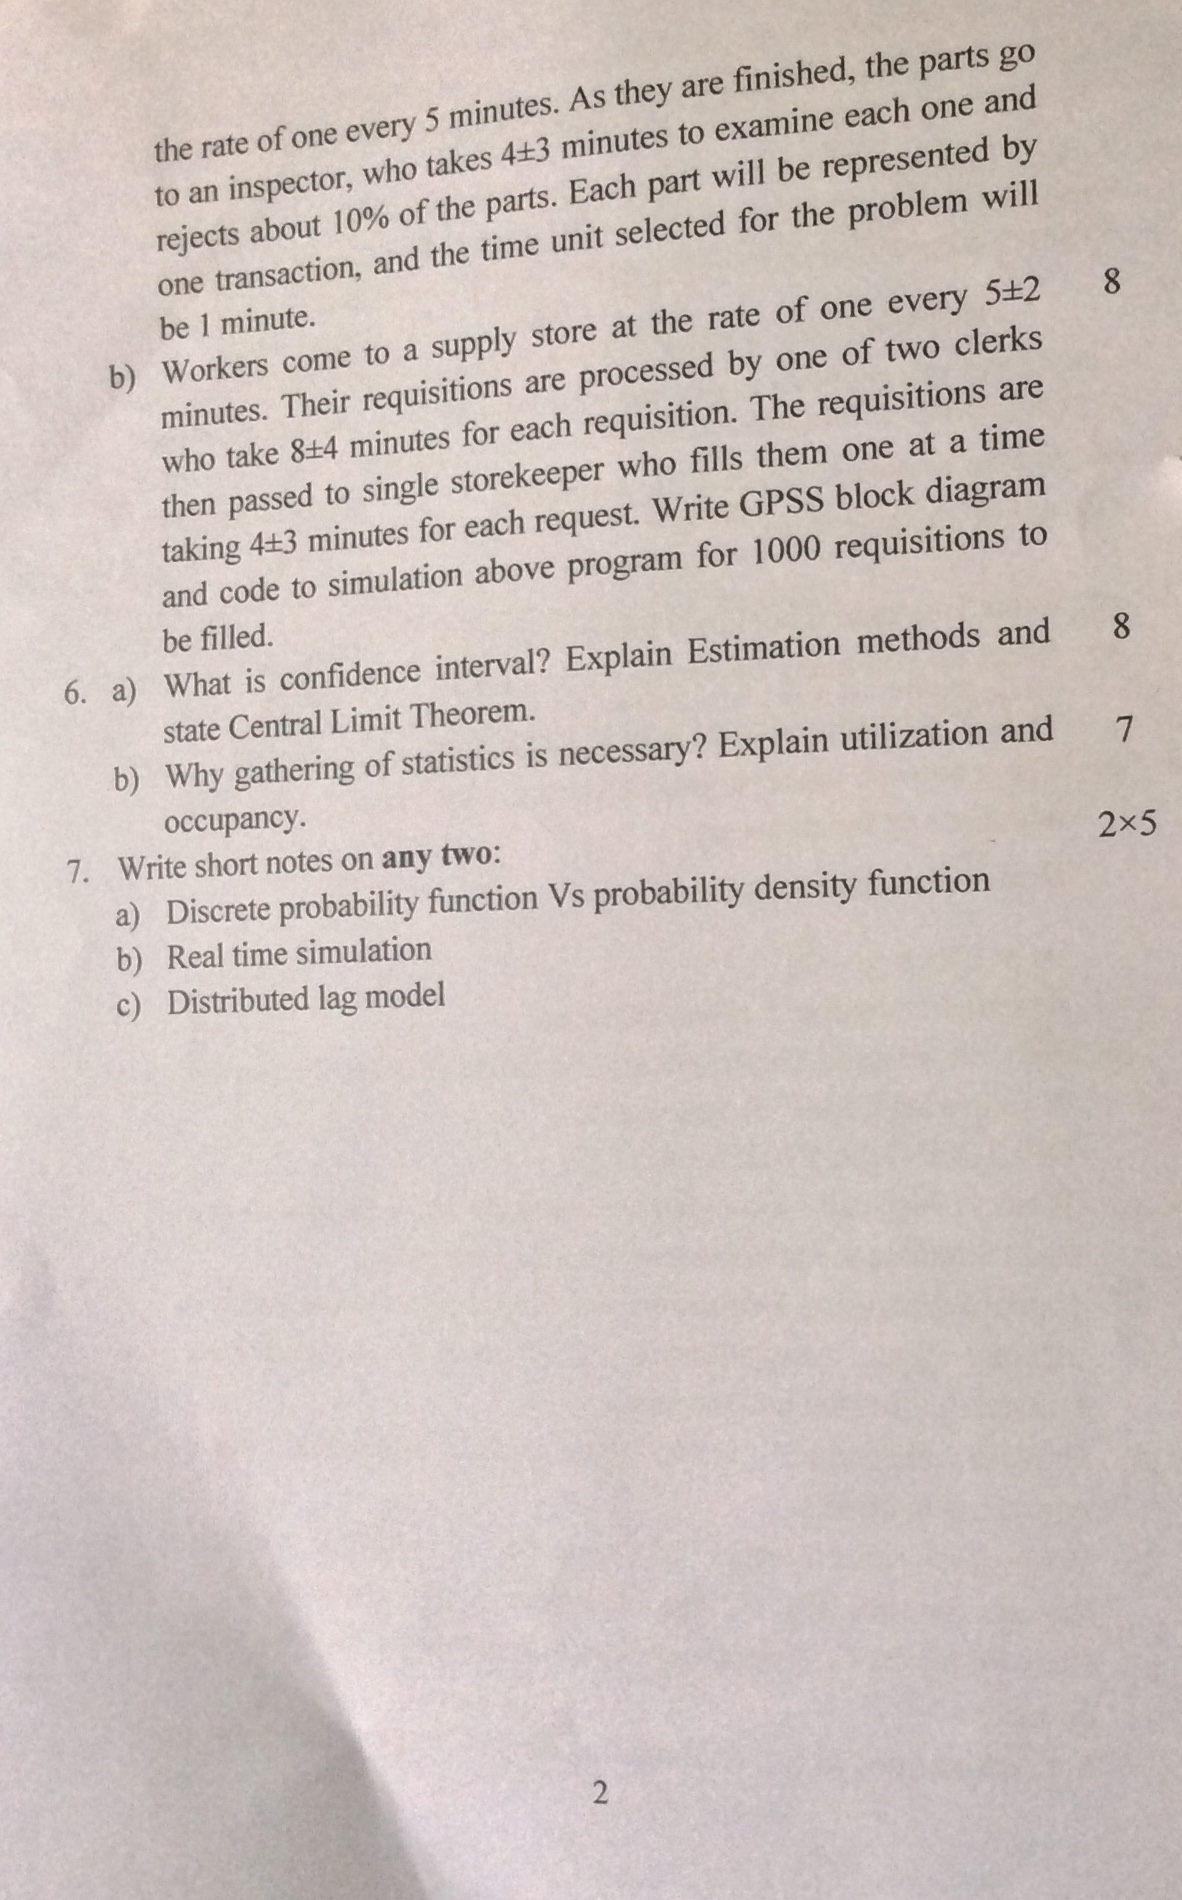 the rate of one every 5 minutes. As they are finished, the parts go
to an inspector, who takes 4±3 minutes to examine each one and
rejects about 10% of the parts. Each part will be represented by
one transaction, and the time unit selected for the problem will
be 1 minute.
b) Workers come to a supply store at the rate of one every 5±2 8
minutes. Their requisitions are processed by one of two clerks
who take 8±4 minutes for each requisition. The requisitions are
then passed to single storekeeper who fills them one at a time
taking 4±3 minutes for each request. Write GPSS block diagram
and code to simulation above program for 1000 requisitions to
be filled.
6. a) What is confidence interval? Explain Estimation methods and 8
state Central Limit Theorem.
b) Why gathering of statistics is necessary? Explain utilization and 7
occupancy.
7. Write short notes on any two: 2×5
a) Discrete probability function Vs probability density function
b) Real time simulation
c) Distributed lag model
2